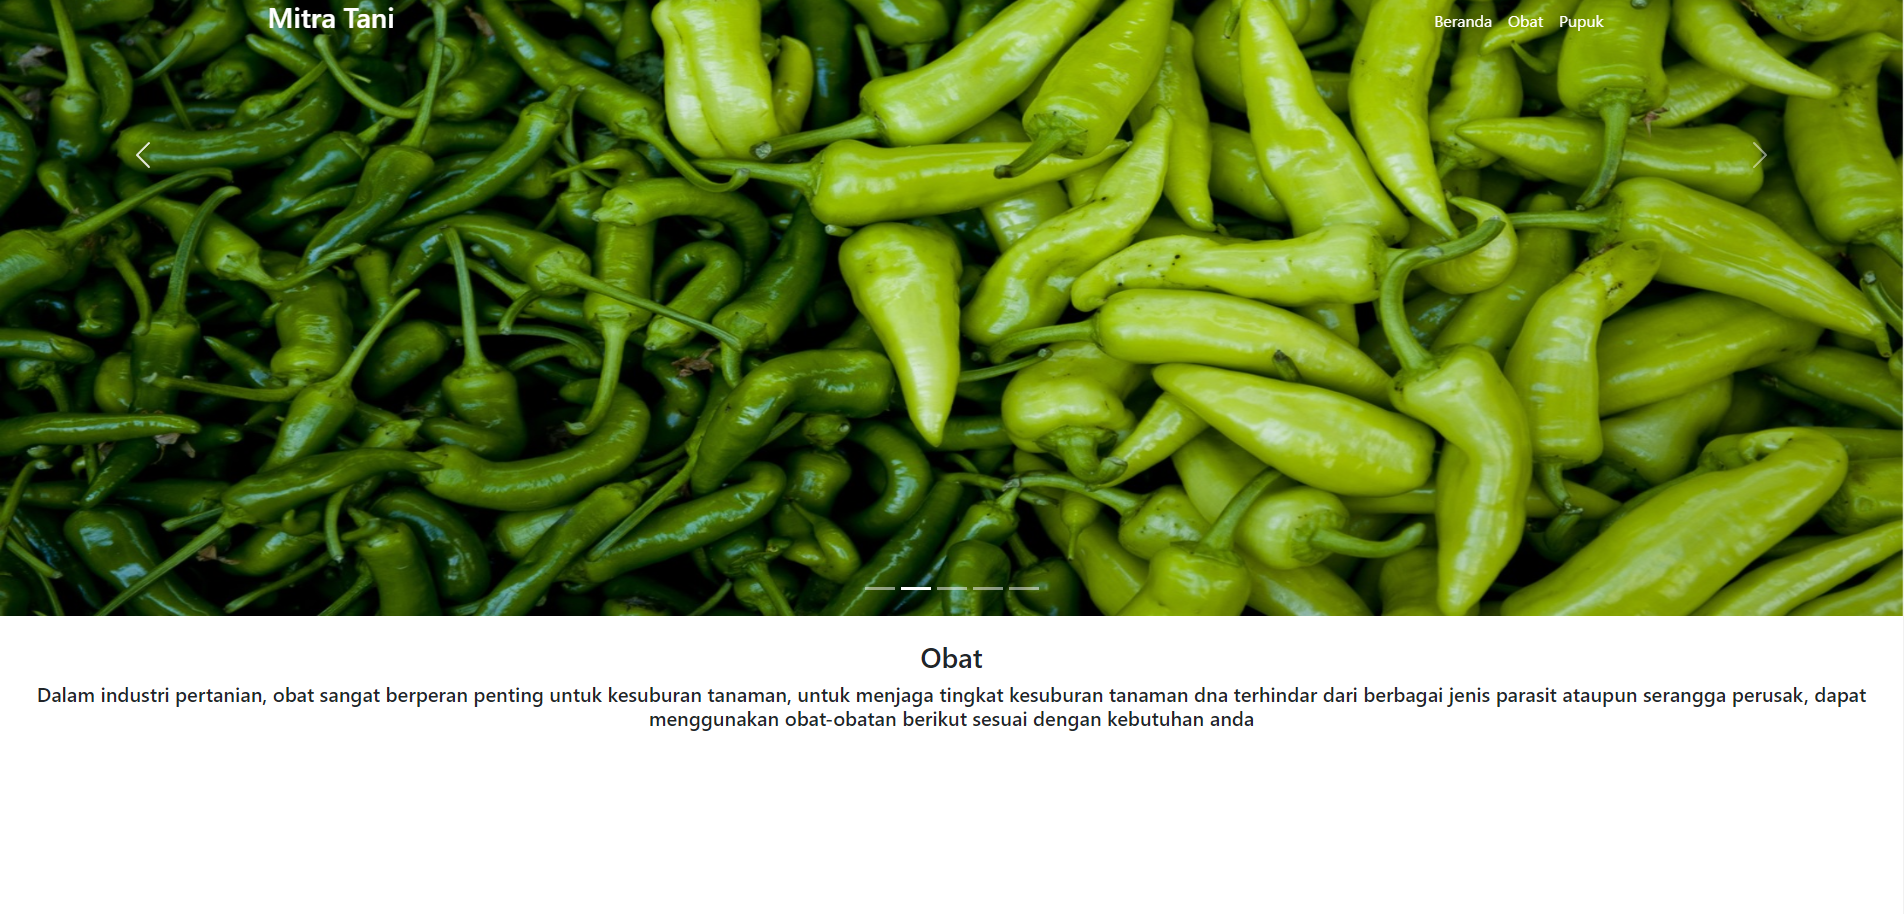 Mitra Tani
Beranda Obat Pupuk
Obat
Dalam industri pertanian, obat sangat berperan penting untuk kesuburan tanaman, untuk menjaga tingkat kesuburan tanaman dna terhindar dari berbagai jenis parasit ataupun serangga perusak, dapat
menggunakan obat-obatan berikut sesuai dengan kebutuhan anda